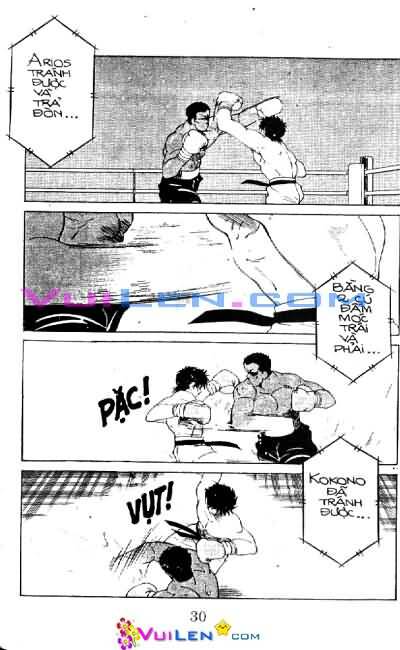 ARIOS
TRÁNH
ĐƯỢC
VÀ
TRẢ
ĐÒN...
BẰNG
CÚ
ĐẤM
MÓC
TRÁI
VÀ
PHẢI...
VUILEN.COM
PẶC!
KOKONO
ĐÃ
TRÁNH
ĐƯỢC...
VỤT!
30
VUILEN.COM